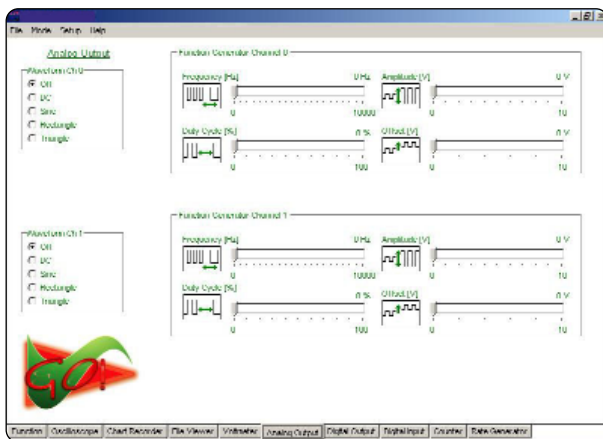 File Mode Setup Help
Analog Output
Waveform Ch 0
Off
DC
Sine
Rectangle
Triangle
Function Generator Channel 0
Frequency [Hz] 0 Hz
0 10000
Amplitude [V] 0 V
0 10
Duty Cycle [%] 0 %
0 100
Offset [V] 0 V
0 10
Waveform Ch 1
Off
DC
Sine
Rectangle
Triangle
Function Generator Channel 1
Frequency [Hz] 0 Hz
0 10000
Amplitude [V] 0 V
0 10
Duty Cycle [%] 0 %
0 100
Offset [V] 0 V
0 10
GO!
Function Oscilloscope Chart Recorder File Viewer Voltmeter Analog Output Digital Output Digital Input Counter Rate Generator